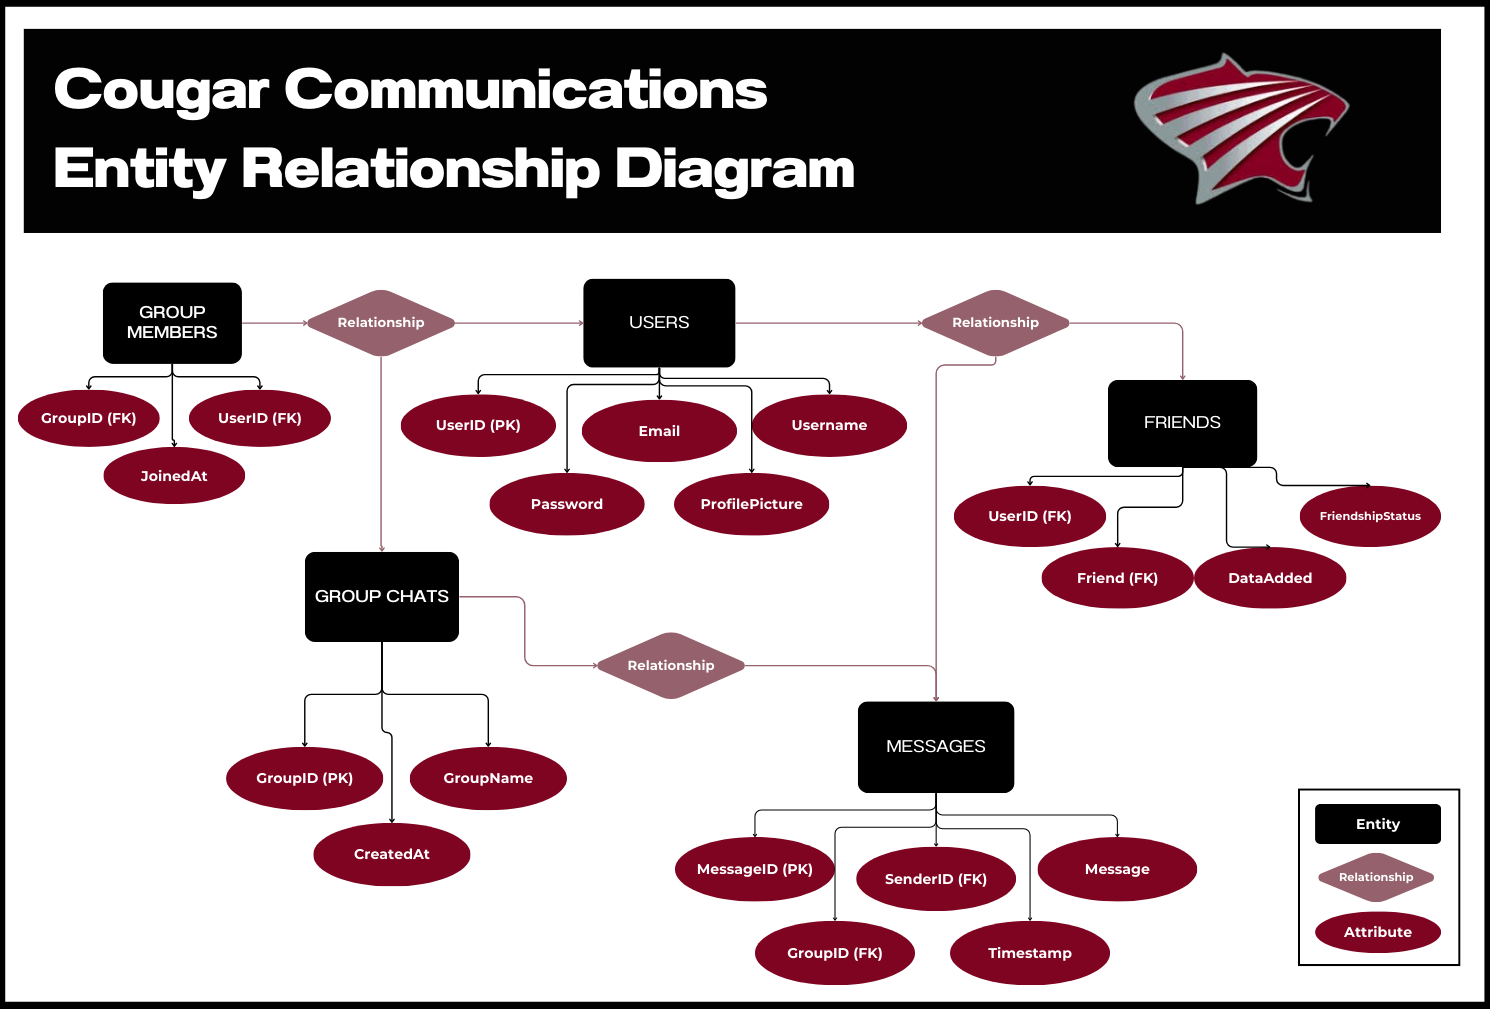 Cougar Communications
Entity Relationship Diagram
GROUP
MEMBERS
Relationship
USERS
Relationship
GroupID (FK)
UserID (FK)
JoinedAt
UserID (PK)
Email
Username
Password
ProfilePicture
FRIENDS
UserID (FK)
FriendshipStatus
Friend (FK)
DataAdded
GROUP CHATS
Relationship
GroupID (PK)
GroupName
CreatedAt
MESSAGES
MessageID (PK)
SenderID (FK)
Message
GroupID (FK)
Timestamp
Entity
Relationship
Attribute